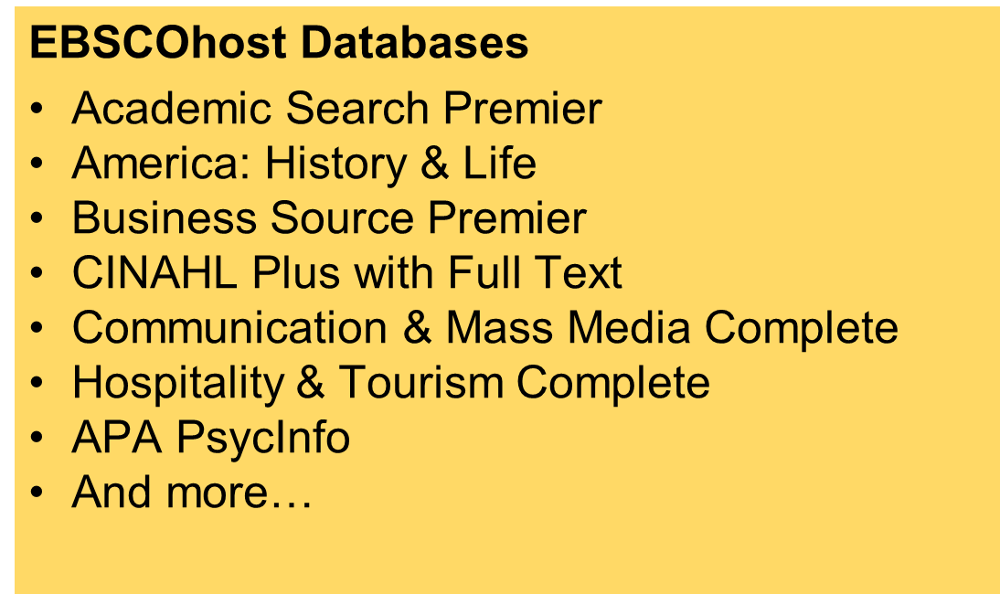 EBSCOhost Databases
• Academic Search Premier
• America: History & Life
• Business Source Premier
• CINAHL Plus with Full Text
• Communication & Mass Media Complete
• Hospitality & Tourism Complete
• APA PsycInfo
• And more…